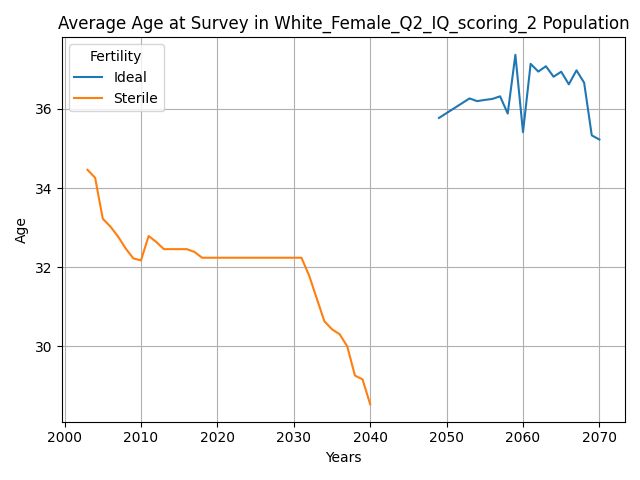 Average Age at Survey in White_Female_Q2_IQ_scoring_2 Population
Fertility
Ideal
Sterile
Age
36
34
32
30
2000 2010 2020 2030 2040 2050 2060 2070
Years